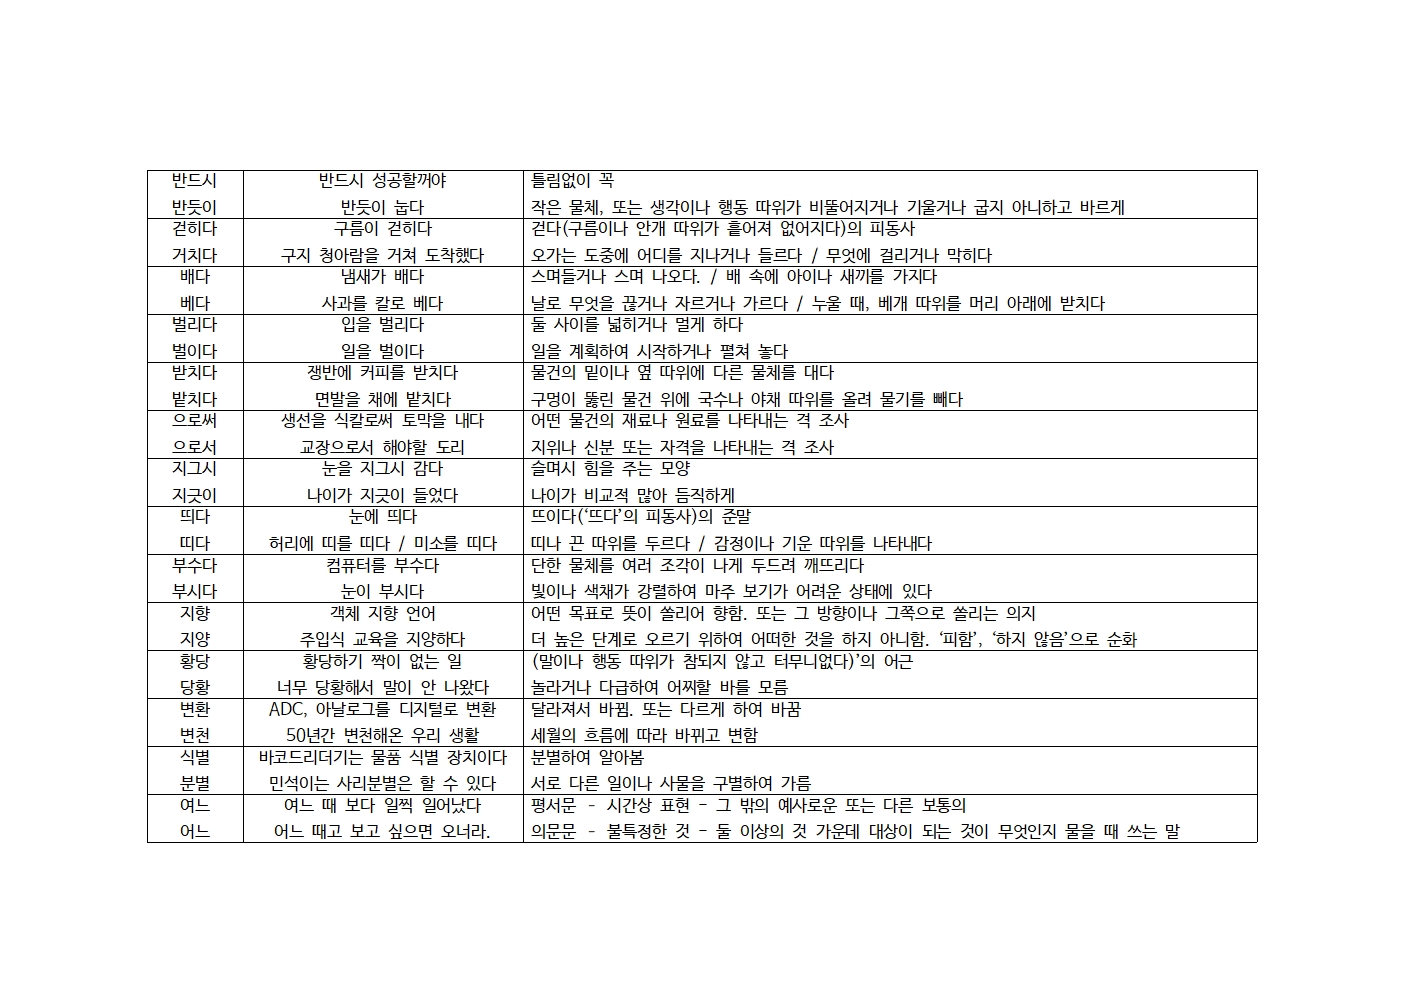 반드시 반드시 성공할꺼야 틀림없이 꼭
반듯이 반듯이 눕다 작은 물체, 또는 생각이나 행동 따위가 비뚤어지거나 기울거나 굽지 아니하고 바르게
걷히다 구름이 걷히다 걷다(구름이나 안개 따위가 흩어져 없어지다)의 피동사
거치다 구지 청아람을 거쳐 도착했다 오가는 도중에 어디를 지나거나 들르다 / 무엇에 걸리거나 막히다
배다 냄새가 배다 스며들거나 스며 나오다. / 배 속에 아이나 새끼를 가지다
베다 사과를 칼로 베다 날로 무엇을 끊거나 자르거나 가르다 / 누울 때, 베개 따위를 머리 아래에 받치다
벌리다 입을 벌리다 둘 사이를 넓히거나 멀게 하다
벌이다 일을 벌이다 일을 계획하여 시작하거나 펼쳐 놓다
받치다 쟁반에 커피를 받치다 물건의 밑이나 옆 따위에 다른 물체를 대다
밭치다 면발을 채에 밭치다 구멍이 뚫린 물건 위에 국수나 야채 따위를 올려 물기를 빼다
으로써 생선을 식칼로써 토막을 내다 어떤 물건의 재료나 원료를 나타내는 격 조사
으로서 교장으로서 해야할 도리 지위나 신분 또는 자격을 나타내는 격 조사
지그시 눈을 지그시 감다 슬며시 힘을 주는 모양
지긋이 나이가 지긋이 들었다 나이가 비교적 많아 듬직하게
띄다 눈에 띄다 뜨이다(‘뜨다’의 피동사)의 준말
띠다 허리에 띠를 띠다 / 미소를 띠다 띠나 끈 따위를 두르다 / 감정이나 기운 따위를 나타내다
부수다 컴퓨터를 부수다 단한 물체를 여러 조각이 나게 두드려 깨뜨리다
부시다 눈이 부시다 빛이나 색채가 강렬하여 마주 보기가 어려운 상태에 있다
지향 객체 지향 언어 어떤 목표로 뜻이 쏠리어 향함. 또는 그 방향이나 그쪽으로 쏠리는 의지
지양 주입식 교육을 지양하다 더 높은 단계로 오르기 위하여 어떠한 것을 하지 아니함. ‘피함’, ‘하지 않음’으로 순화
황당 황당하기 짝이 없는 일 (말이나 행동 따위가 참되지 않고 터무니없다)’의 어근
당황 너무 당황해서 말이 안 나왔다 놀라거나 다급하여 어찌할 바를 모름
변환 ADC, 아날로그를 디지털로 변환 달라져서 바뀜. 또는 다르게 하여 바꿈
변천 50년간 변천해온 우리 생활 세월의 흐름에 따라 바뀌고 변함
식별 바코드리더기는 물품 식별 장치이다 분별하여 알아봄
분별 민석이는 사리분별은 할 수 있다 서로 다른 일이나 사물을 구별하여 가름
여느 여느 때 보다 일찍 일어났다 평서문 - 시간상 표현 - 그 밖의 예사로운 또는 다른 보통의
어느 어느 때고 보고 싶으면 오너라. 의문문 - 불특정한 것 - 둘 이상의 것 가운데 대상이 되는 것이 무엇인지 물을 때 쓰는 말